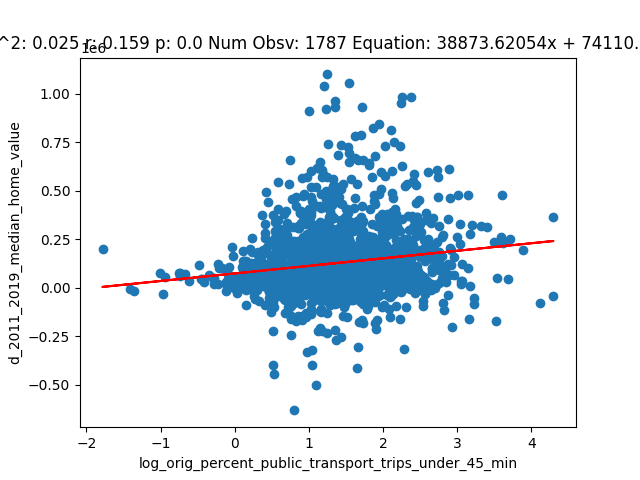 ^2: 0.025 r: 0.159 p: 0.0 Num Obsv: 1787 Equation: 38873.62054x + 74110.
1e6
1.00
0.75
0.50
0.25
0.00
−0.25
−0.50
d_2011_2019_median_home_value
−2 −1 0 1 2 3 4
log_orig_percent_public_transport_trips_under_45_min